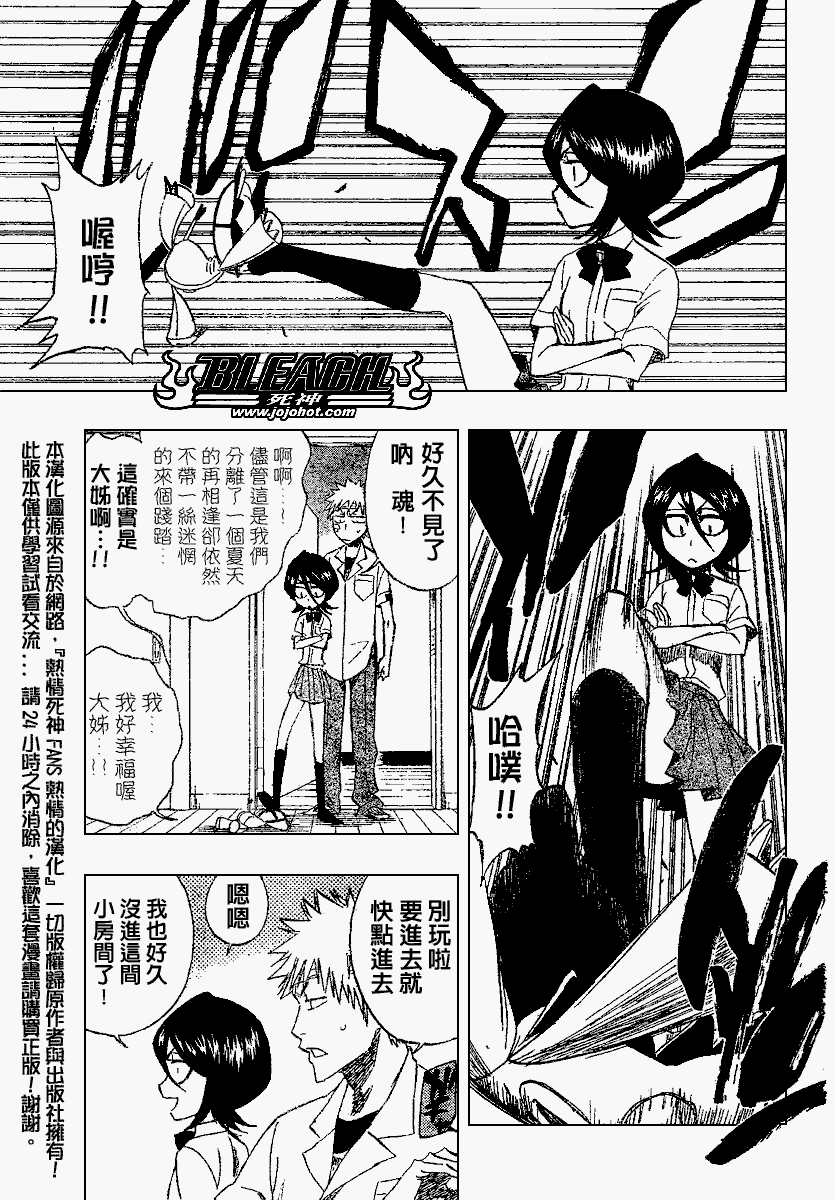 喔哼!!
BLEACH
死神
www.jojohot.com
哈噗!!
好久不見了
吶 魂！
啊啊…~
儘管這是我們
分離了一個夏天
的再相逢卻依然
不帶一絲迷惘
的來個踐踏…
這確實是
大姊啊…!!
我…
我好幸福喔
大姊…~
別玩啦
要進去就
快點進去
嗯嗯
我也好久
沒進這間
小房間了！
本漢化圖源來自於網路，『熱情死神 FANS 熱情的漢化』一切版權歸原作者與出版社擁有！
此版本僅供學習試看交流... 請 24 小時之內消除，喜歡這套漫畫請購買正版！謝謝。